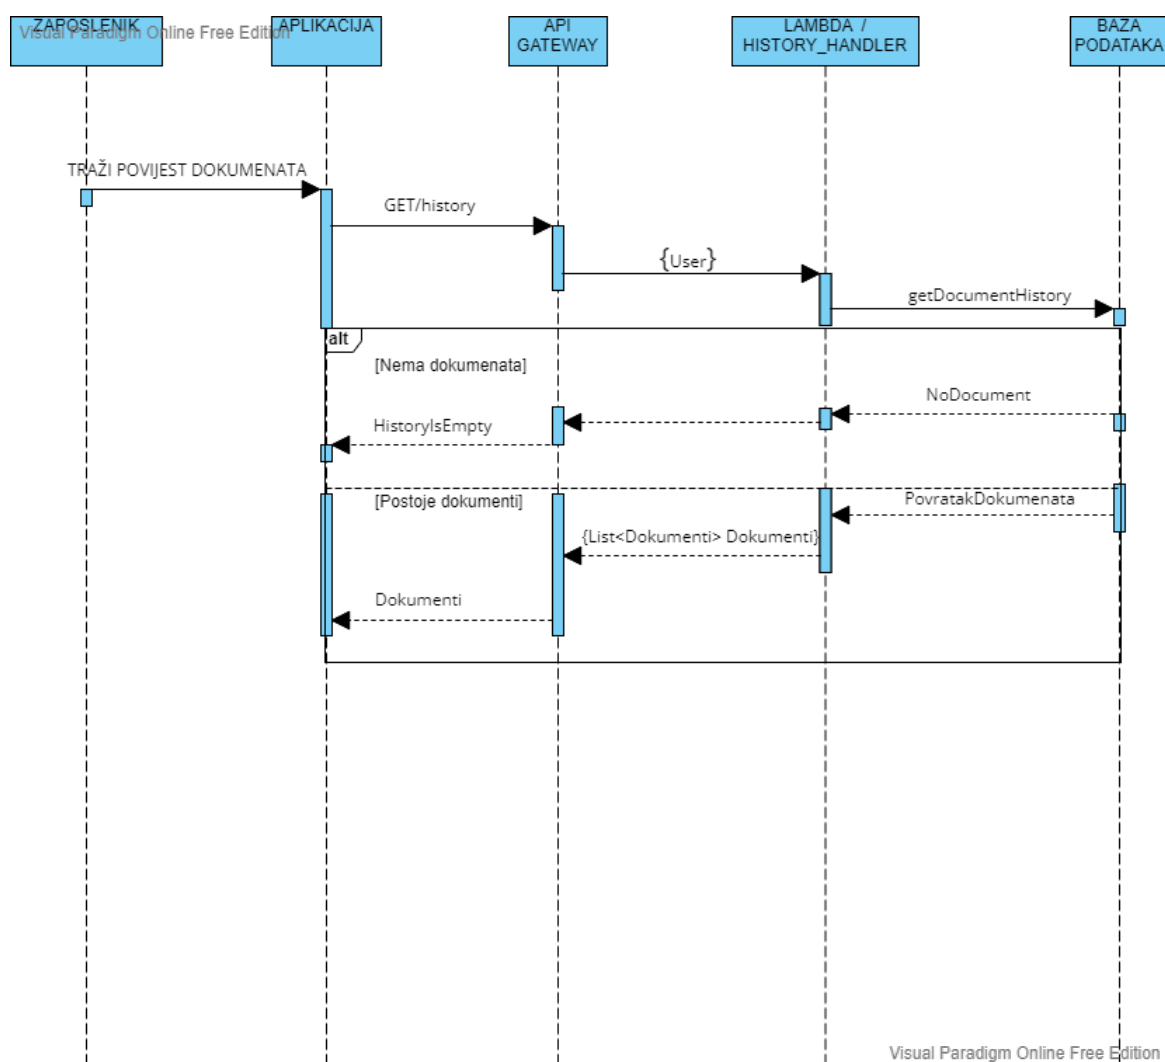 ZAPOSLENIK
Visual Paradigm Online Free Edition
APLIKACIJA
API
GATEWAY
LAMBDA /
HISTORY_HANDLER
BAZA
PODATAKA
TRAŽI POVIJEST DOKUMENATA
GET/history
{User}
getDocumentHistory
alt
[Nema dokumenata]
NoDocument
HistoryIsEmpty
[Postoje dokumenti]
PovratakDokumenata
{List<Dokumenti> Dokumenti}
Dokumenti
Visual Paradigm Online Free Edition